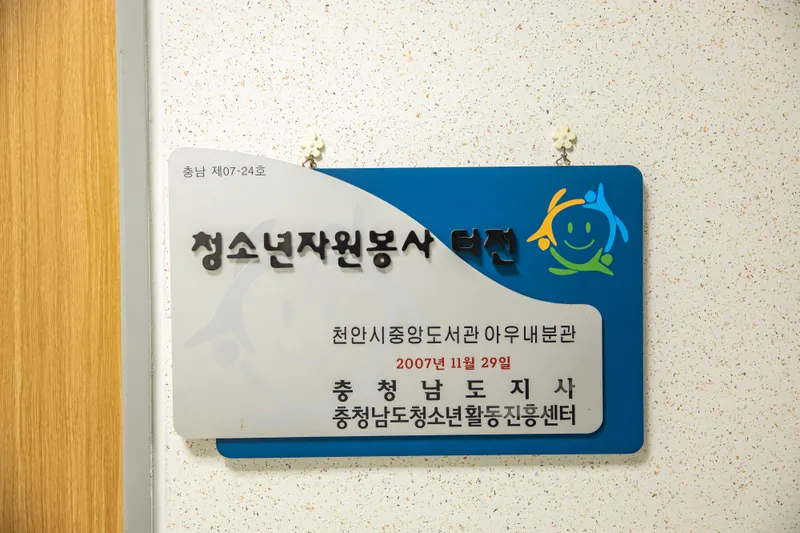 충남 제07-24호
청소년자원봉사 터전
천안시중앙도서관 아우내분관
2007년 11월 29일
충 청 남 도 지 사
충청남도청소년활동진흥센터